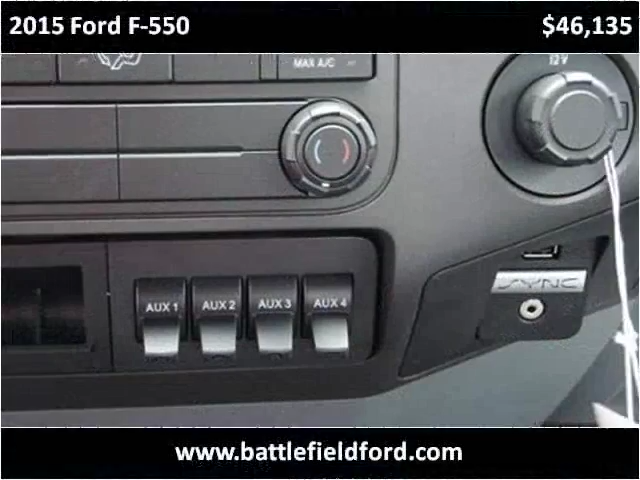 2015 Ford F-550
$46,135
MAX A/C
12V
AUX 1
AUX 2
AUX 3
AUX 4
SYNC
www.battlefieldford.com